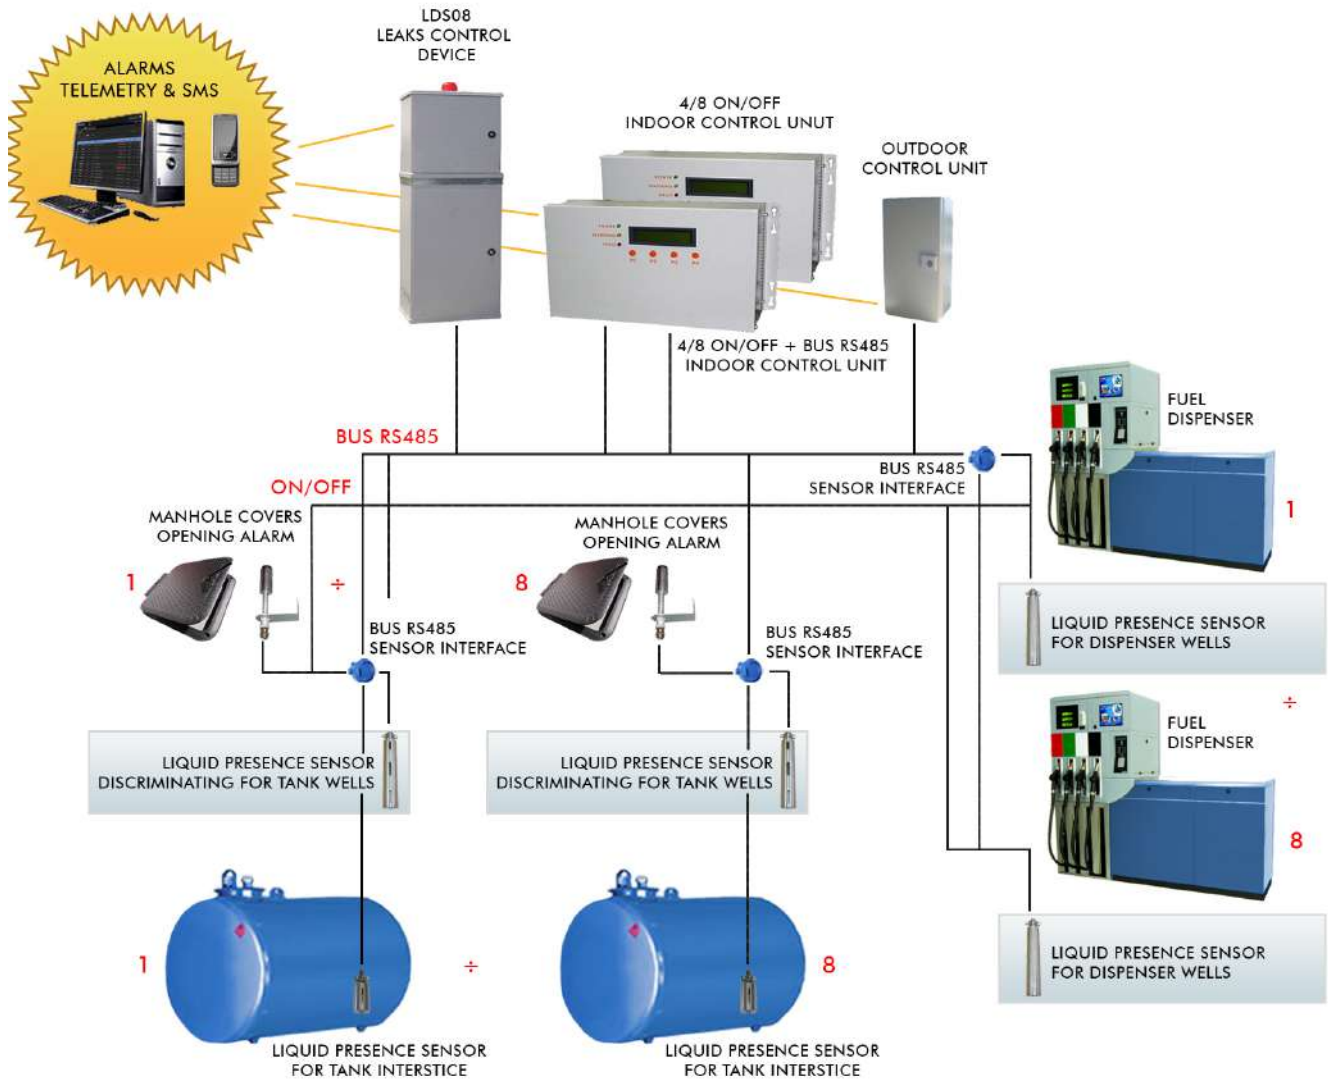 LDS08
LEAKS CONTROL
DEVICE
ALARMS
TELEMETRY & SMS
4/8 ON/OFF
INDOOR CONTROL UNUT
OUTDOOR
CONTROL UNIT
4/8 ON/OFF + BUS RS485
INDOOR CONTROL UNIT
FUEL
DISPENSER
BUS RS485
BUS RS485
SENSOR INTERFACE
ON/OFF
1
MANHOLE COVERS
OPENING ALARM
MANHOLE COVERS
OPENING ALARM
1
÷
8
BUS RS485
SENSOR INTERFACE
BUS RS485
SENSOR INTERFACE
LIQUID PRESENCE SENSOR
FOR DISPENSER WELLS
÷
FUEL
DISPENSER
LIQUID PRESENCE SENSOR
DISCRIMINATING FOR TANK WELLS
LIQUID PRESENCE SENSOR
DISCRIMINATING FOR TANK WELLS
8
LIQUID PRESENCE SENSOR
FOR DISPENSER WELLS
1
÷
8
LIQUID PRESENCE SENSOR
FOR TANK INTERSTICE
LIQUID PRESENCE SENSOR
FOR TANK INTERSTICE